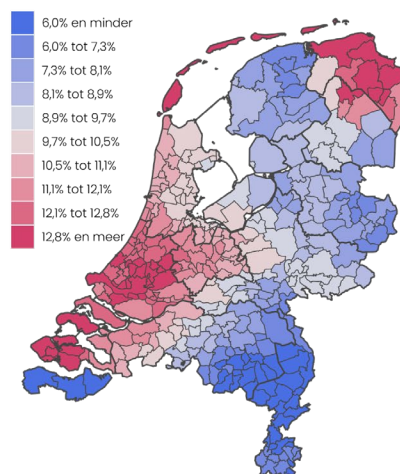 6,0% en minder
6,0% tot 7,3%
7,3% tot 8,1%
8,1% tot 8,9%
8,9% tot 9,7%
9,7% tot 10,5%
10,5% tot 11,1%
11,1% tot 12,1%
12,1% tot 12,8%
12,8% en meer